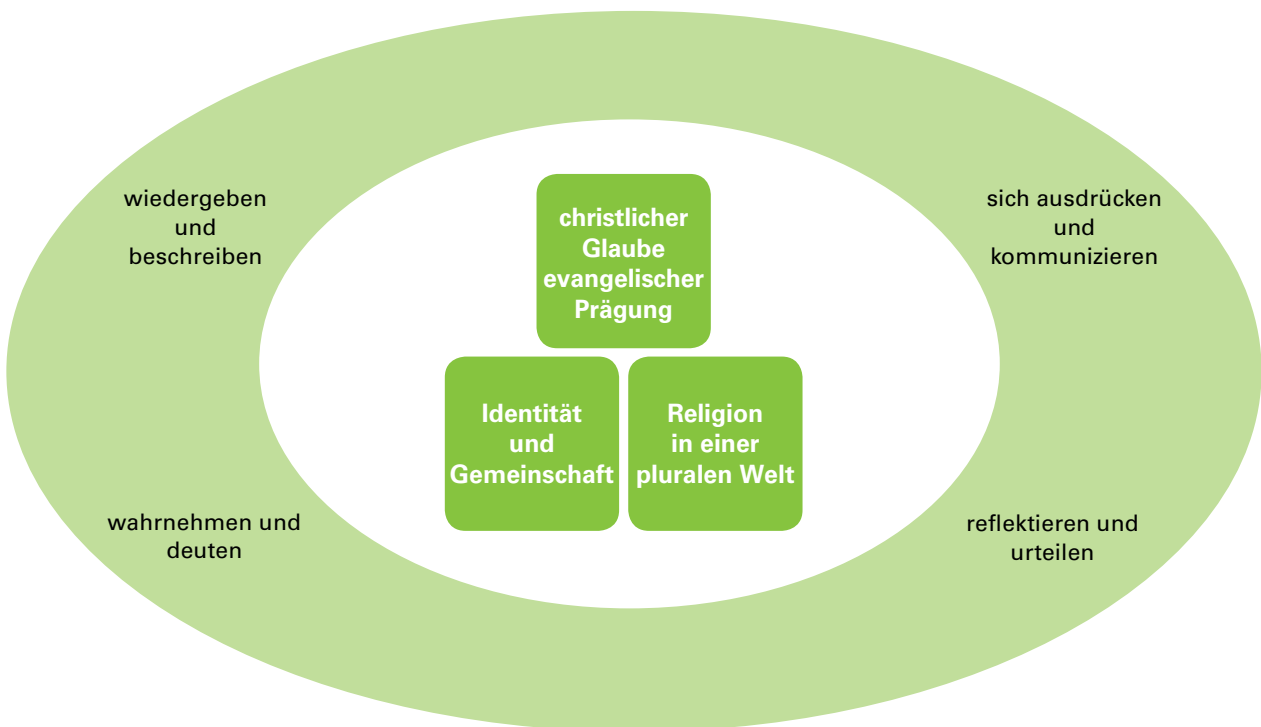 wiedergeben
und
beschreiben
christlicher
Glaube
evangelischer
Prägung
sich ausdrücken
und
kommunizieren
Identität
und
Gemeinschaft
Religion
in einer
pluralen Welt
wahrnehmen und
deuten
reflektieren und
urteilen